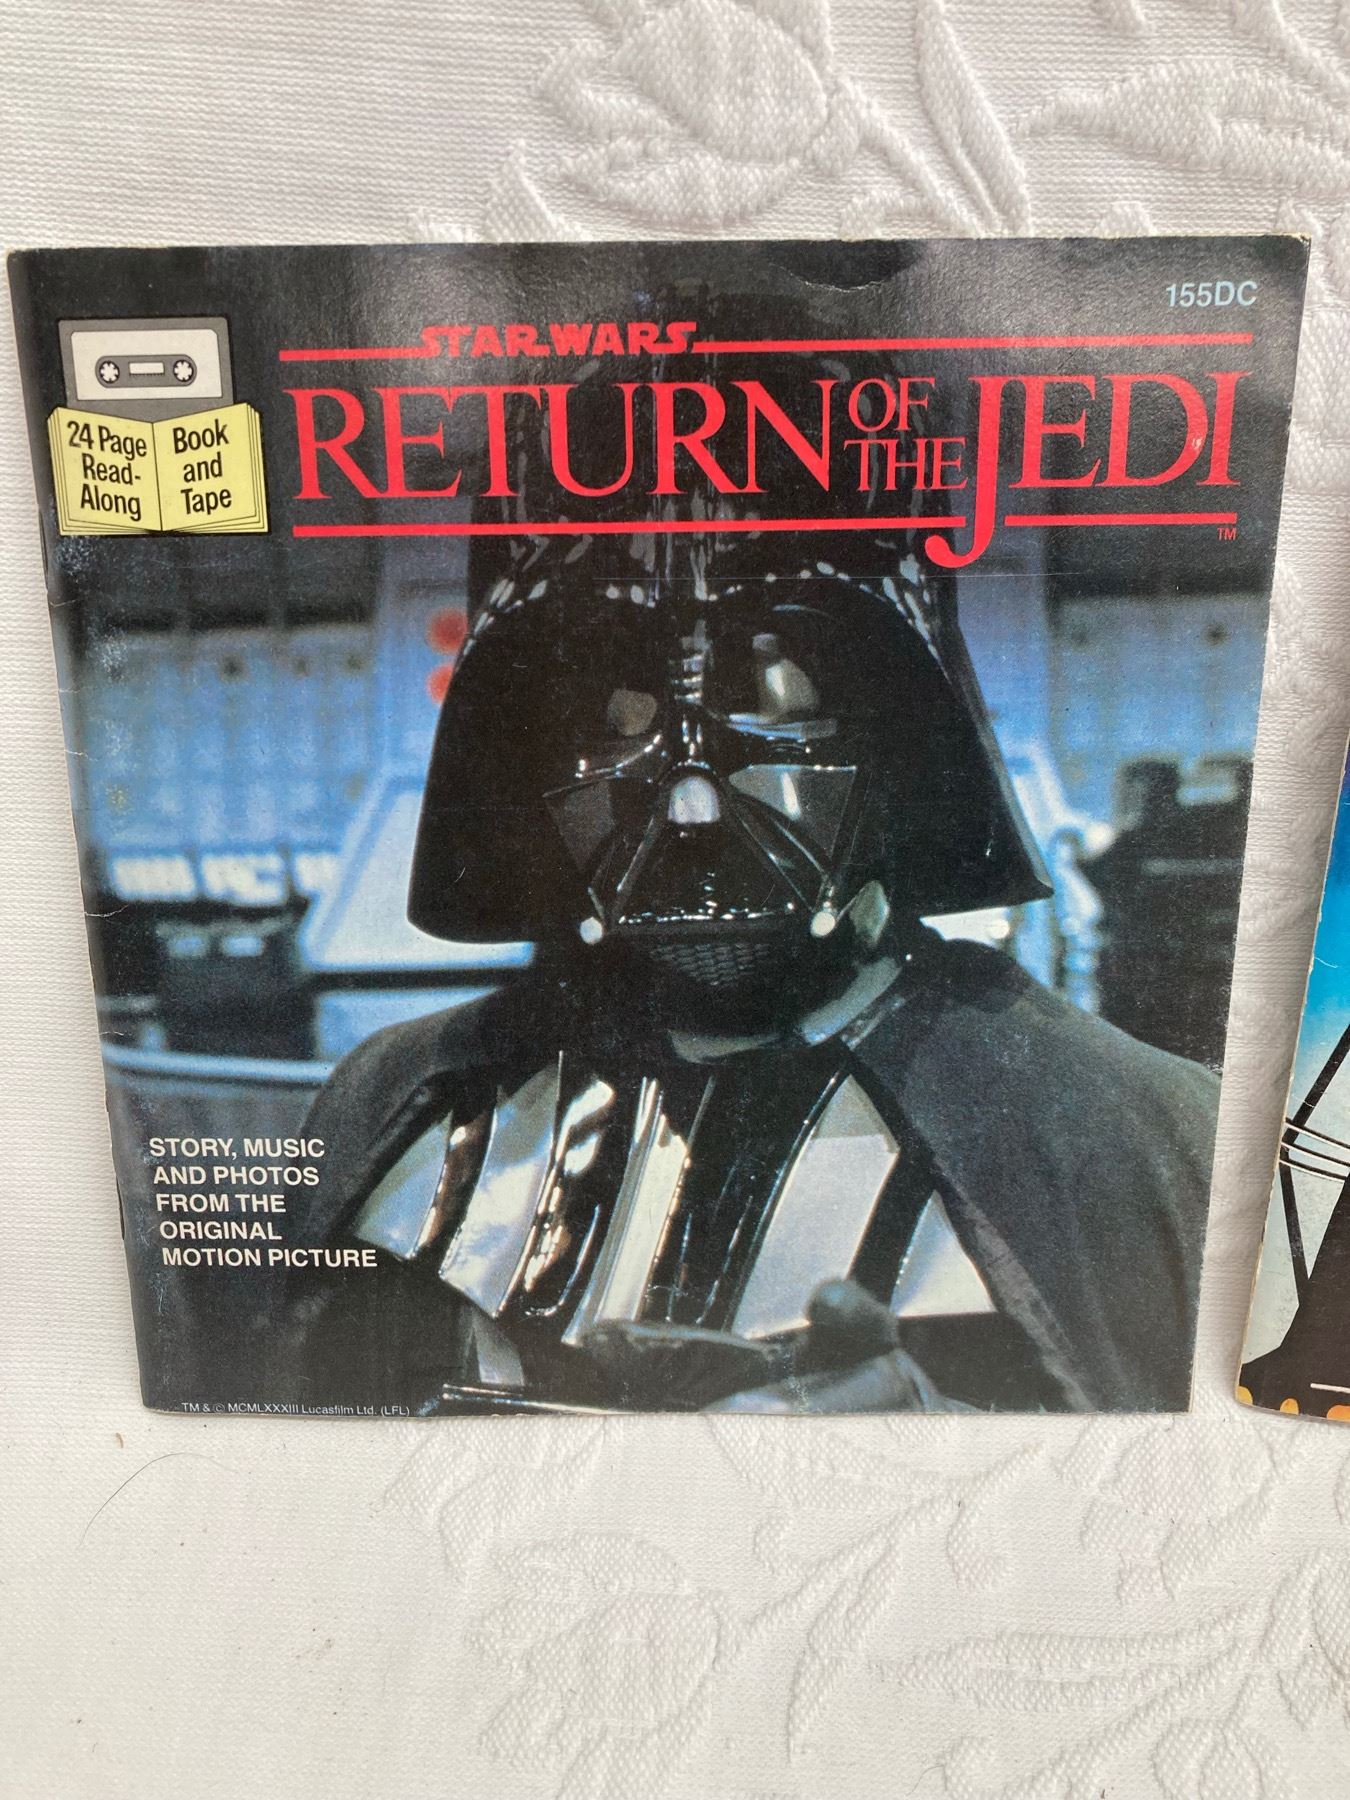 155DC
STAR WARS
RETURN OF THE JEDI
TM
24 Page
Read-
Along
Book
and
Tape
STORY, MUSIC
AND PHOTOS
FROM THE
ORIGINAL
MOTION PICTURE
TM & © MCMLXXXIII Lucasfilm Ltd. (LFL)